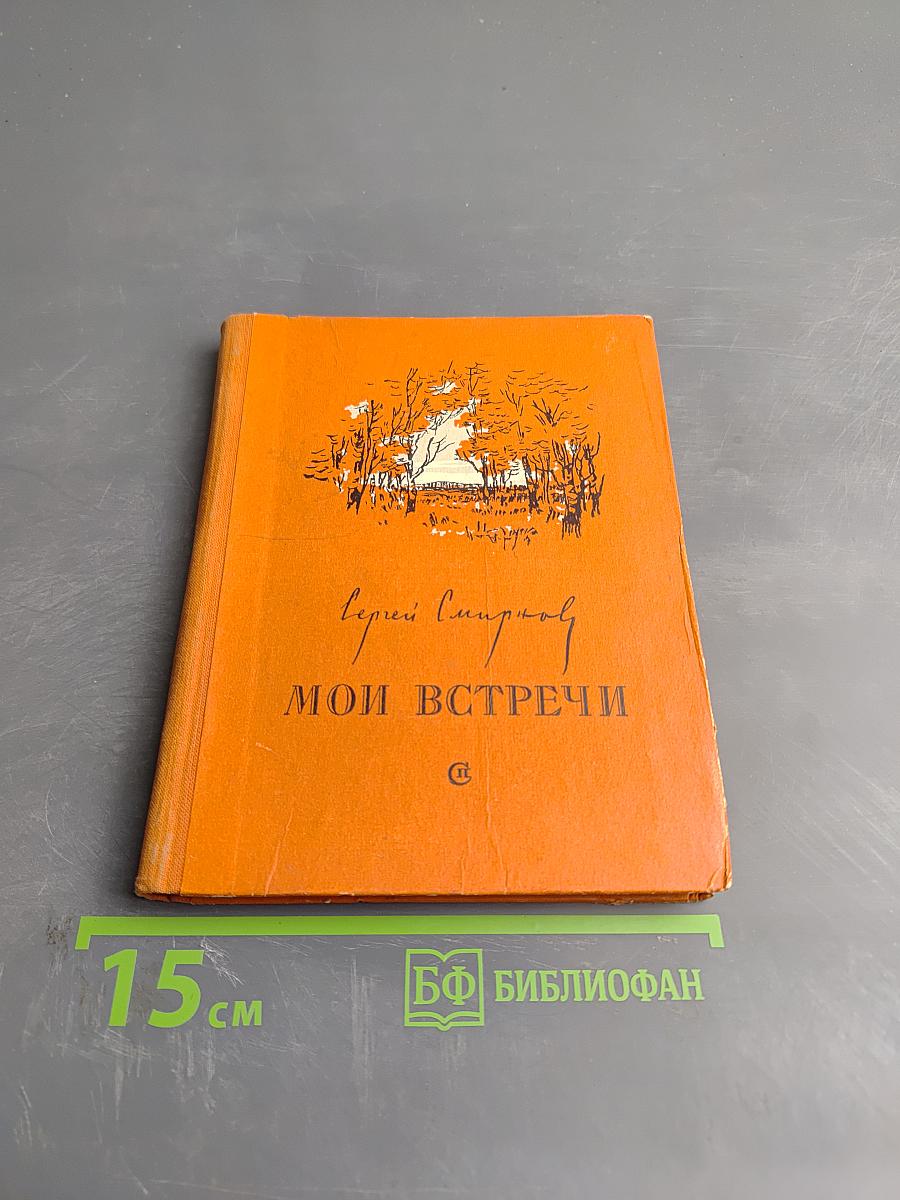 Сергей Смирнов
МОИ ВСТРЕЧИ
СП
15 см
БФ БИБЛИОФАН